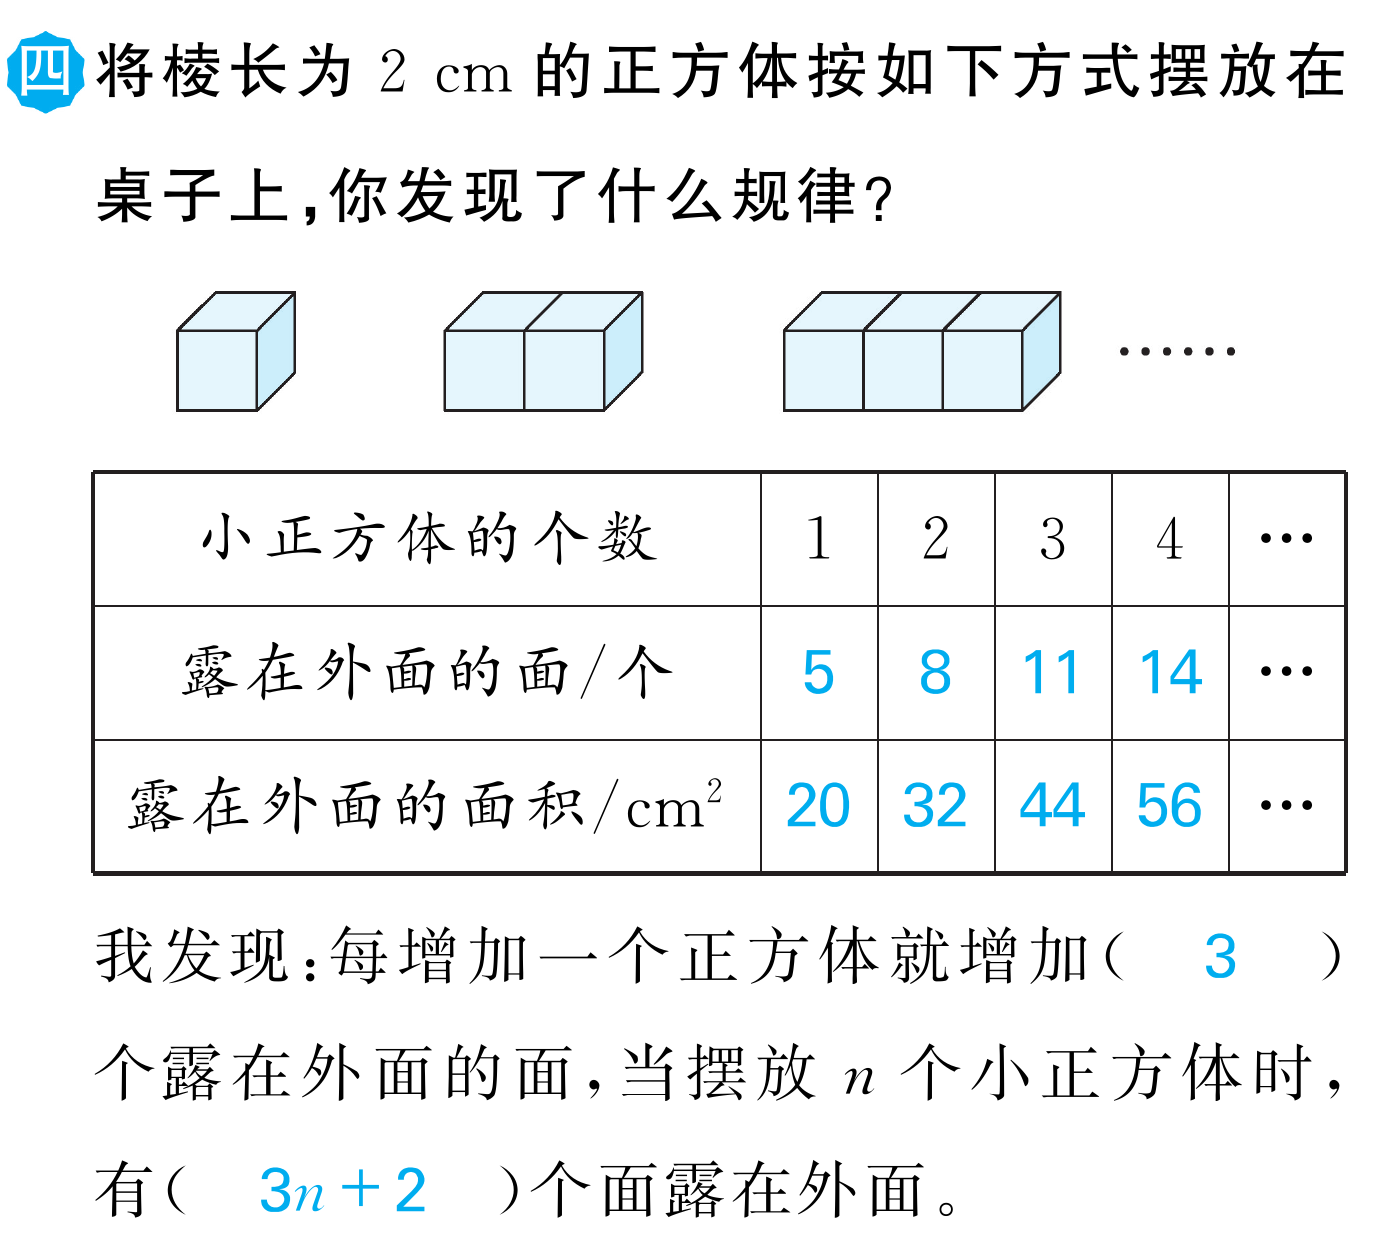 四 将棱长为 2 cm 的正方体按如下方式摆放在
桌子上,你发现了什么规律?
……
小正方体的个数 1 2 3 4 …
露在外面的面/个 5 8 11 14 …
露在外面的面积/cm² 20 32 44 56 …
我发现:每增加一个正方体就增加( 3 )
个露在外面的面,当摆放 n 个小正方体时,
有( 3n+2 )个面露在外面。